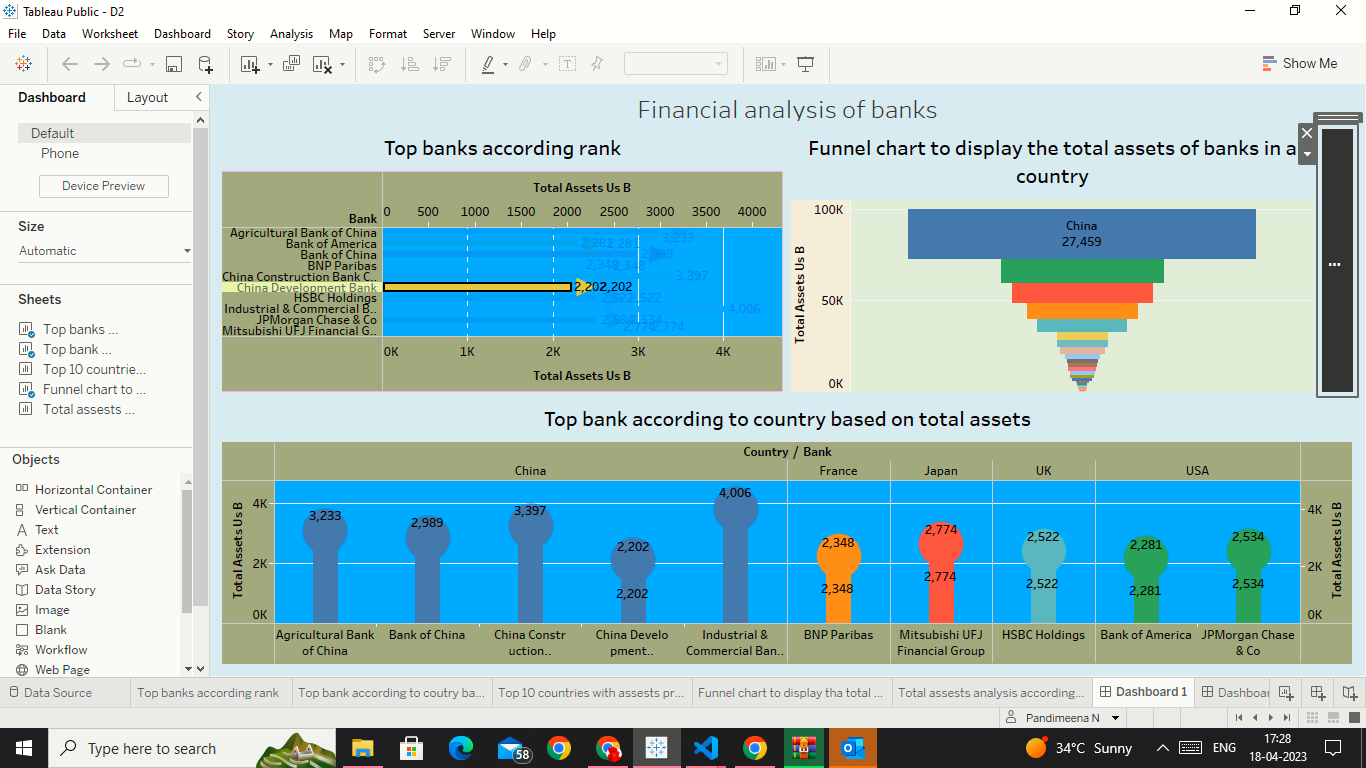 Tableau Public - D2
File Data Worksheet Dashboard Story Analysis Map Format Server Window Help
Show Me
Dashboard Layout
Default
Phone
Device Preview
Size
Automatic
Sheets
Top banks ...
Top bank ...
Top 10 countrie...
Funnel chart to ...
Total assests ...
Objects
Horizontal Container
Vertical Container
Text
Extension
Ask Data
Data Story
Image
Blank
Workflow
Web Page
Financial analysis of banks
Top banks according rank
Total Assets Us B
Bank
0 500 1000 1500 2000 2500 3000 3500 4000
Agricultural Bank of China 3,233
Bank of America 2,281 2,281
Bank of China 2,989
BNP Paribas 2,348 2,348
China Construction Bank C.. 3,397
China Development Bank 2,202 2,202
HSBC Holdings 2,522 2,522
Industrial & Commercial B.. 4,006
JPMorgan Chase & Co 2,534 2,534
Mitsubishi UFJ Financial G.. 2,774 2,774
0K 1K 2K 3K 4K
Total Assets Us B
Funnel chart to display the total assets of banks in a
country
Total Assets Us B
100K
50K
0K
China
27,459
Top bank according to country based on total assets
Country / Bank
China France Japan UK USA
Total Assets Us B
4K
2K
0K
3,233 2,989 3,397 2,202 4,006 2,348 2,774 2,522 2,281 2,534
2,202 2,348 2,774 2,522 2,281 2,534
4K
2K
0K
Total Assets Us B
Agricultural Bank Bank of China China Constr China Develo Industrial & BNP Paribas Mitsubishi UFJ HSBC Holdings Bank of America JPMorgan Chase
of China uction.. pment.. Commercial Ban.. Financial Group & Co
Data Source Top banks according rank Top bank according to coutry ba... Top 10 countries with assests pr... Funnel chart to display tha total ... Total assests analysis according... Dashboard 1 Dashboar
Pandimeena N
Type here to search
58
34°C Sunny
ENG
17:28
18-04-2023